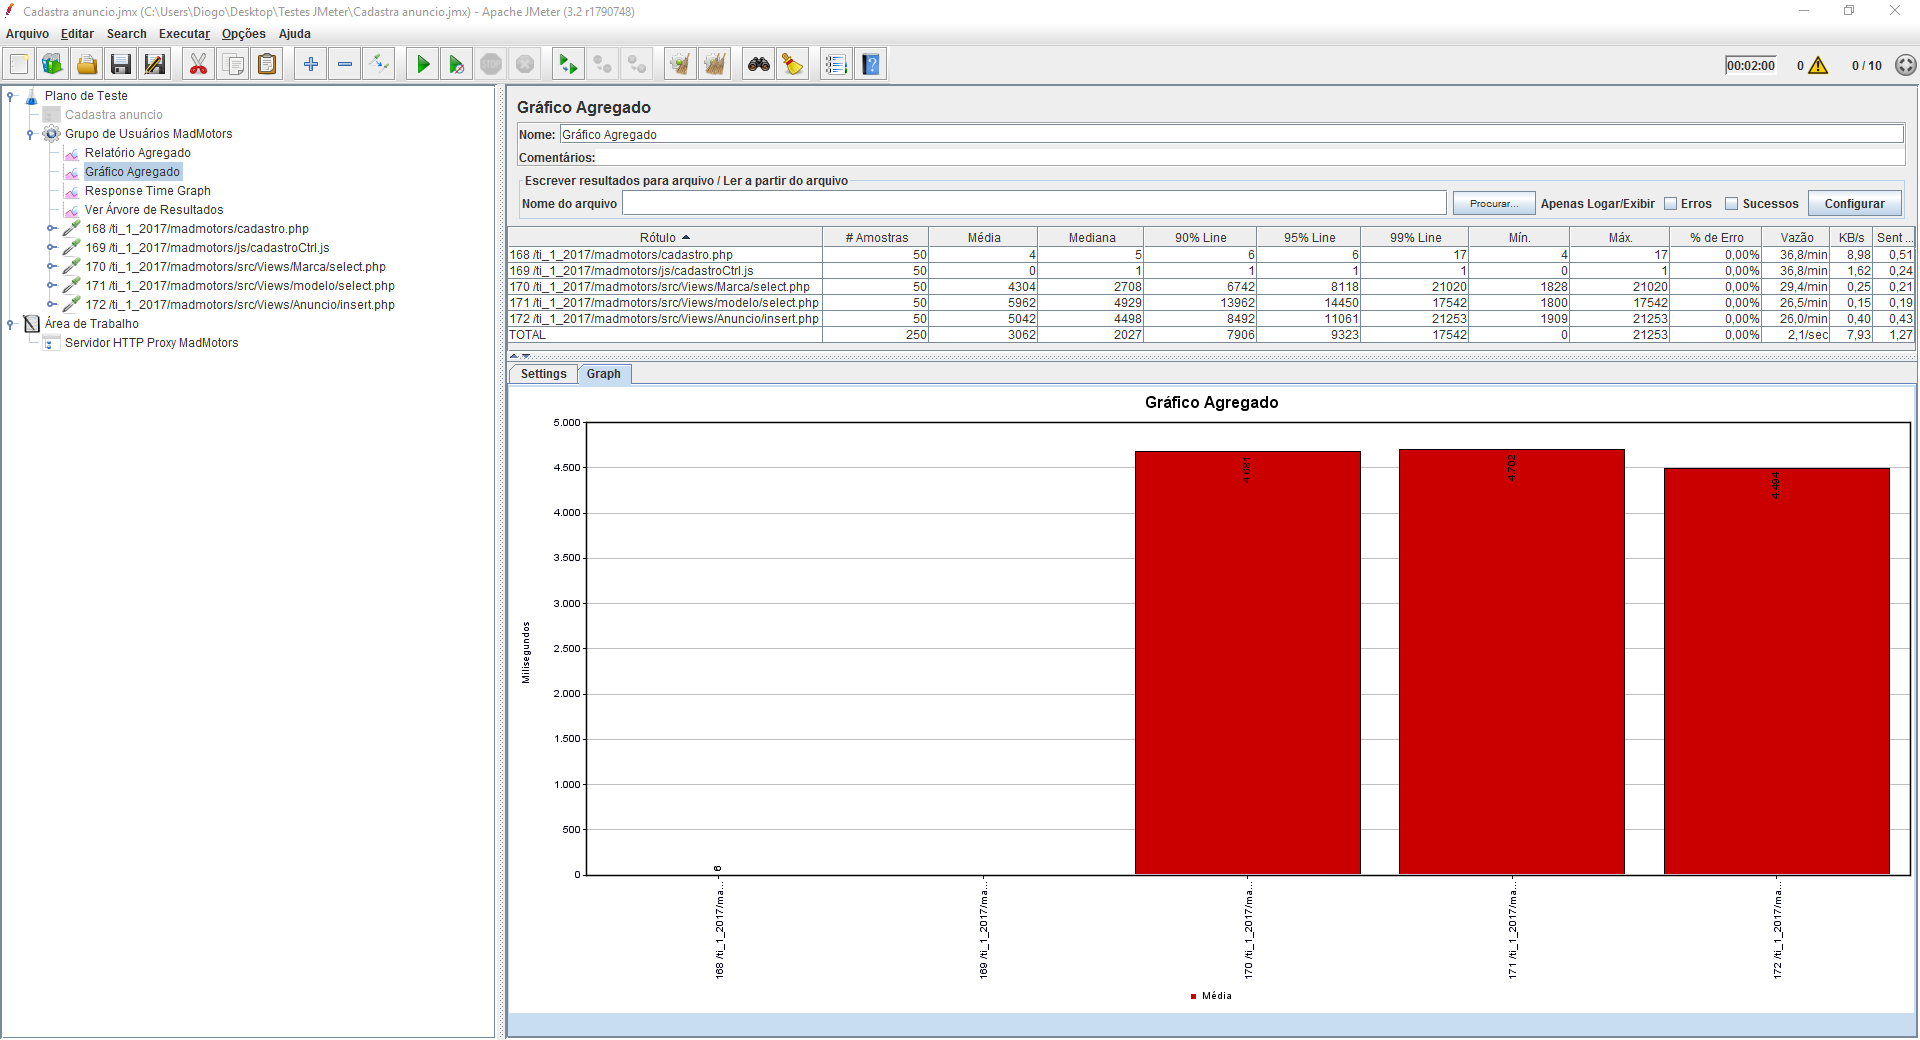 Cadastra anuncio.jmx (C:\Users\Diogo\Desktop\Testes JMeter\Cadastra anuncio.jmx) - Apache JMeter (3.2 r1790748)
Arquivo Editar Search Executar Opções Ajuda
STOP
00:02:00 0 0 / 10
Plano de Teste
Cadastra anuncio
Grupo de Usuários MadMotors
Relatório Agregado
Gráfico Agregado
Response Time Graph
Ver Árvore de Resultados
168 /ti_1_2017/madmotors/cadastro.php
169 /ti_1_2017/madmotors/js/cadastroCtrl.js
170 /ti_1_2017/madmotors/src/Views/Marca/select.php
171 /ti_1_2017/madmotors/src/Views/modelo/select.php
172 /ti_1_2017/madmotors/src/Views/Anuncio/insert.php
Área de Trabalho
Servidor HTTP Proxy MadMotors
Gráfico Agregado
Nome: Gráfico Agregado
Comentários:
Escrever resultados para arquivo / Ler a partir do arquivo
Nome do arquivo Procurar... Apenas Logar/Exibir Erros Sucessos Configurar
Rótulo # Amostras Média Mediana 90% Line 95% Line 99% Line Mín. Máx. % de Erro Vazão KB/s Sent ...
168 /ti_1_2017/madmotors/cadastro.php 50 4 5 6 6 17 4 17 0,00% 36,8/min 8,98 0,51
169 /ti_1_2017/madmotors/js/cadastroCtrl.js 50 0 1 1 1 1 0 1 0,00% 36,8/min 1,62 0,24
170 /ti_1_2017/madmotors/src/Views/Marca/select.php 50 4304 2708 6742 8118 21020 1828 21020 0,00% 29,4/min 0,25 0,21
171 /ti_1_2017/madmotors/src/Views/modelo/select.php 50 5962 4929 13962 14450 17542 1800 17542 0,00% 26,5/min 0,15 0,19
172 /ti_1_2017/madmotors/src/Views/Anuncio/insert.php 50 5042 4498 8492 11061 21253 1909 21253 0,00% 26,0/min 0,40 0,43
TOTAL 250 3062 2027 7906 9323 17542 0 21253 0,00% 2,1/sec 7,93 1,27
Settings Graph
Gráfico Agregado
5.000
4.500
4.000
3.500
3.000
2.500
2.000
1.500
1.000
500
0
Milisegundos
6
4.681
4.702
4.494
168 /ti_1_2017/ma...
169 /ti_1_2017/ma...
170 /ti_1_2017/ma...
171 /ti_1_2017/ma...
172 /ti_1_2017/ma...
Média